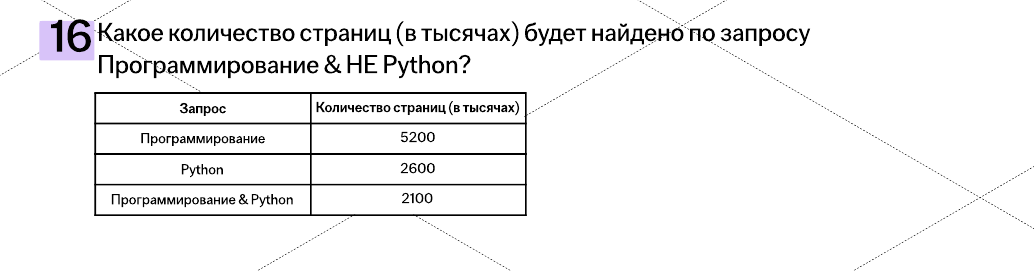 16 Какое количество страниц (в тысячах) будет найдено по запросу
Программирование & НЕ Python?
Запрос Количество страниц (в тысячах)
Программирование 5200
Python 2600
Программирование & Python 2100